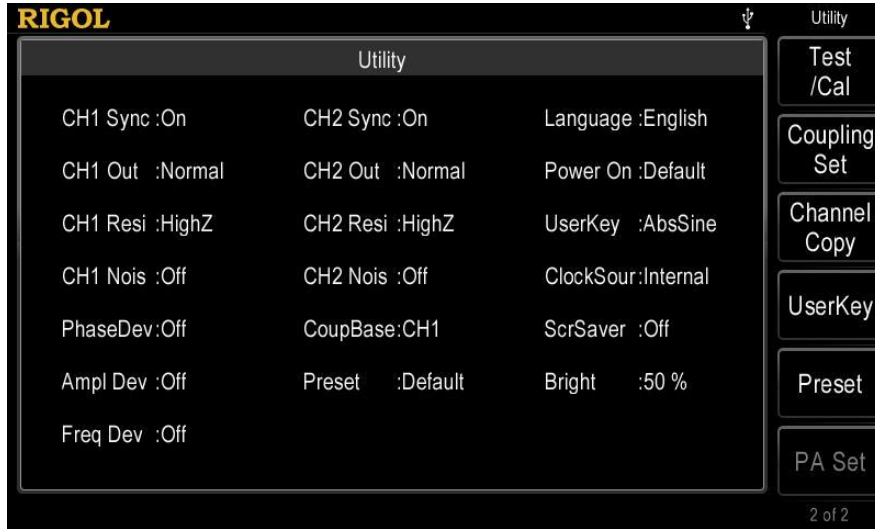 RIGOL
Utility
Utility
CH1 Sync :On CH2 Sync :On Language :English
CH1 Out :Normal CH2 Out :Normal Power On :Default
CH1 Resi :HighZ CH2 Resi :HighZ UserKey :AbsSine
CH1 Nois :Off CH2 Nois :Off ClockSour:Internal
PhaseDev:Off CoupBase:CH1 ScrSaver :Off
Ampl Dev :Off Preset :Default Bright :50 %
Freq Dev :Off
Test
/Cal
Coupling
Set
Channel
Copy
UserKey
Preset
PA Set
2 of 2